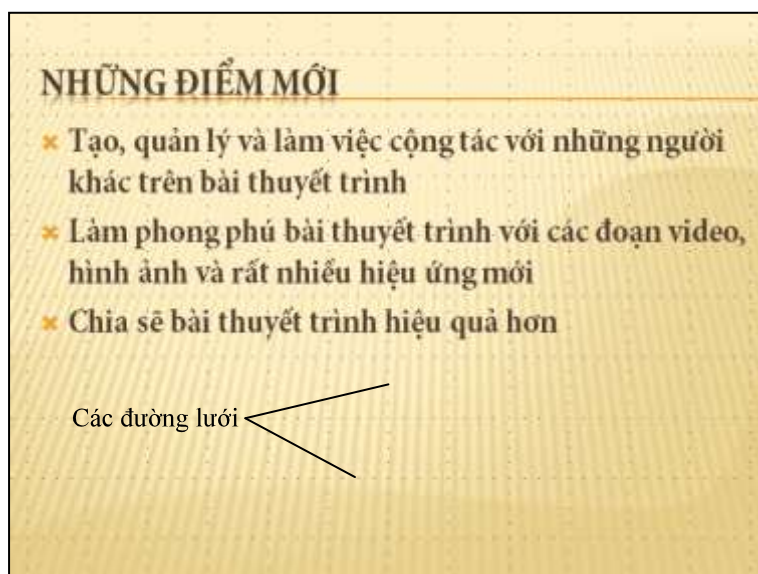 NHỮNG ĐIỂM MỚI
Tạo, quản lý và làm việc cộng tác với những người
khác trên bài thuyết trình
Làm phong phú bài thuyết trình với các đoạn video,
hình ảnh và rất nhiều hiệu ứng mới
Chia sẽ bài thuyết trình hiệu quả hơn
Các đường lưới